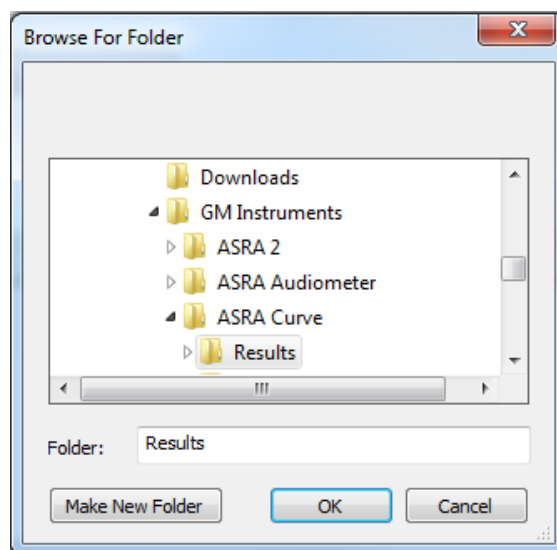 Browse For Folder
Downloads
GM Instruments
ASRA 2
ASRA Audiometer
ASRA Curve
Results
Folder: Results
Make New Folder OK Cancel